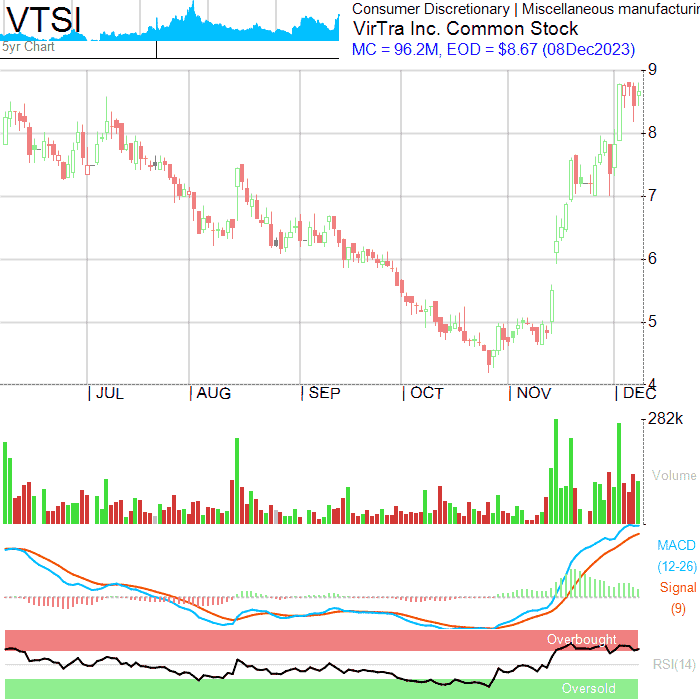 VTSI
5yr Chart
Consumer Discretionary | Miscellaneous manufacturin
VirTra Inc. Common Stock
MC = 96.2M, EOD = $8.67 (08Dec2023)
9
8
7
6
5
4
| JUL | AUG | SEP | OCT | NOV | DEC
282k
Volume
MACD
(12-26)
Signal
(9)
Overbought
RSI(14)
Oversold